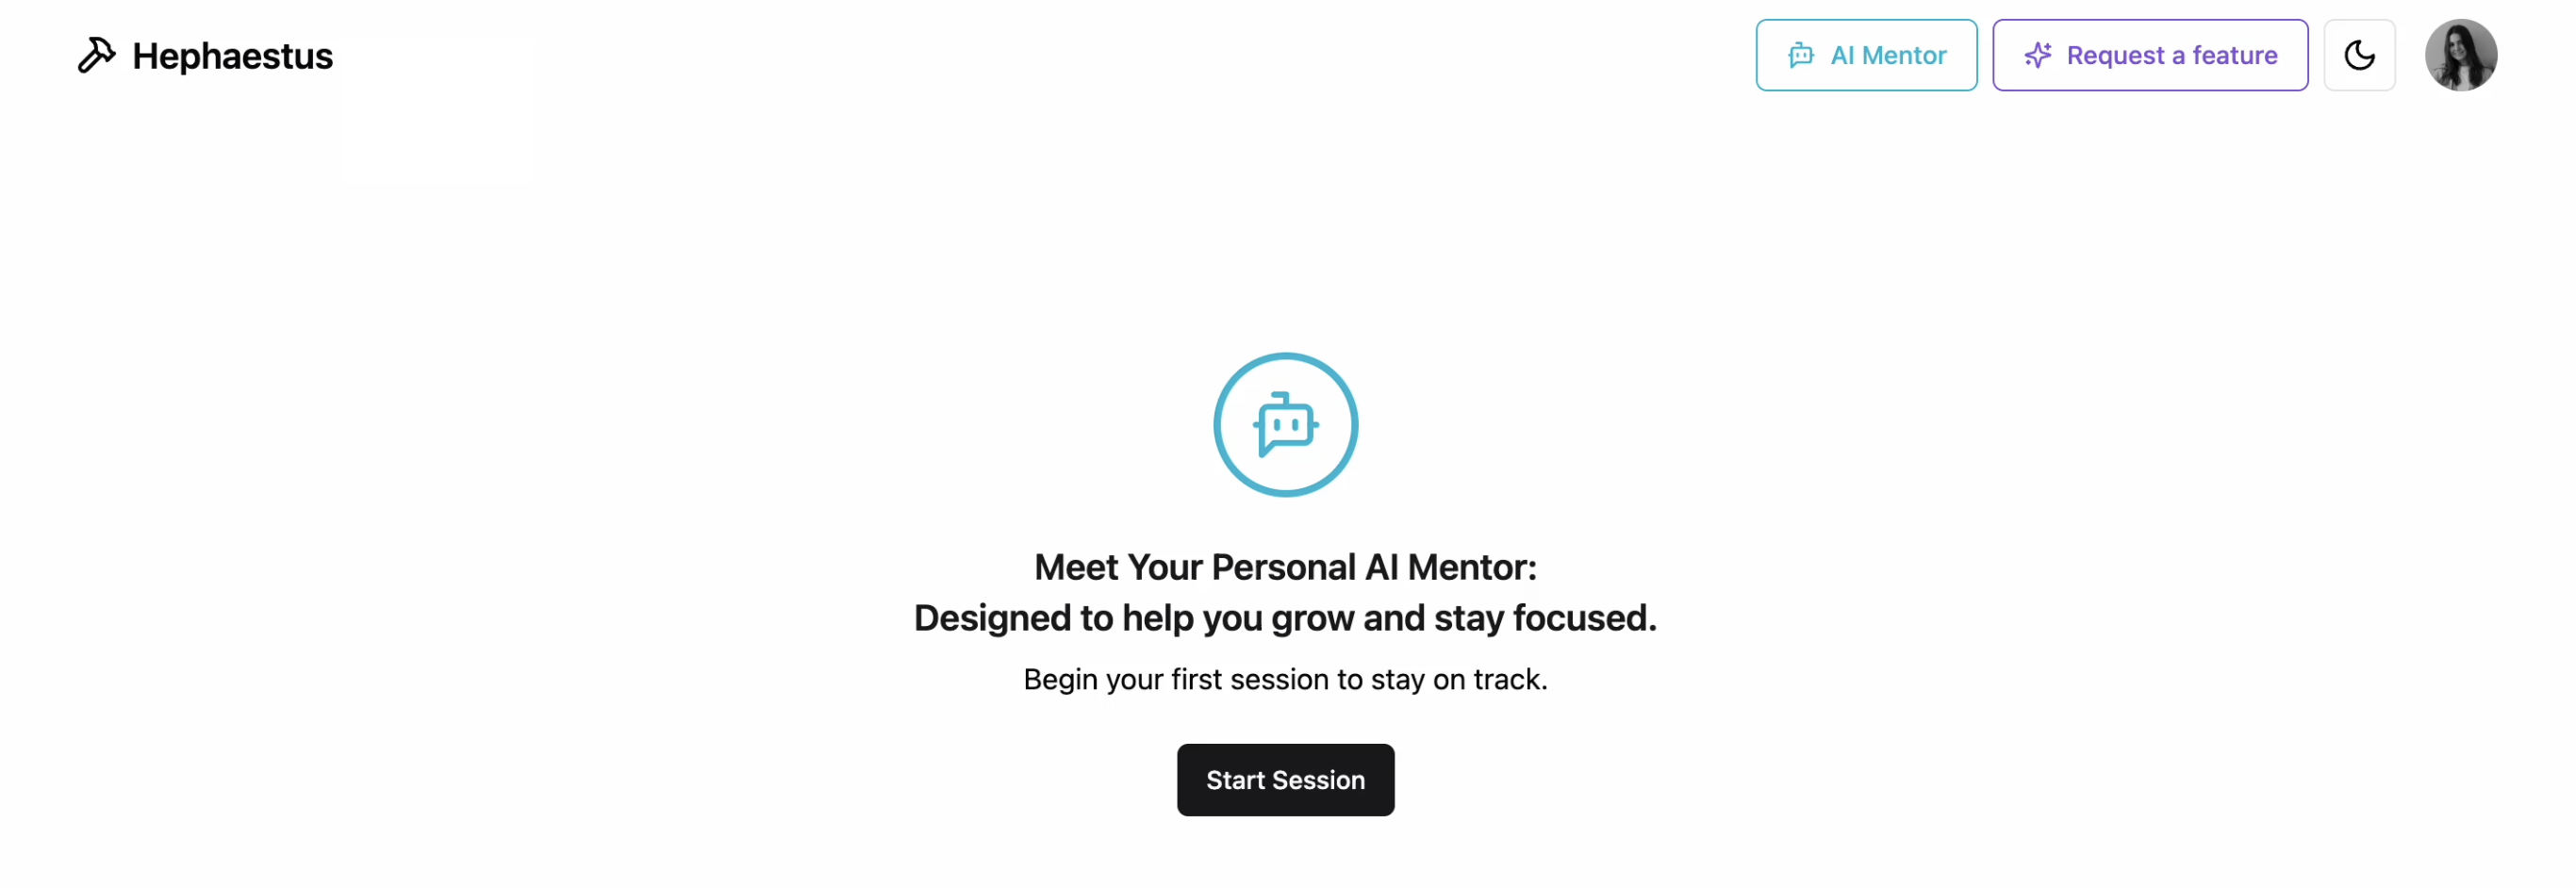 Hephaestus
AI Mentor
Request a feature
Meet Your Personal AI Mentor:
Designed to help you grow and stay focused.
Begin your first session to stay on track.
Start Session